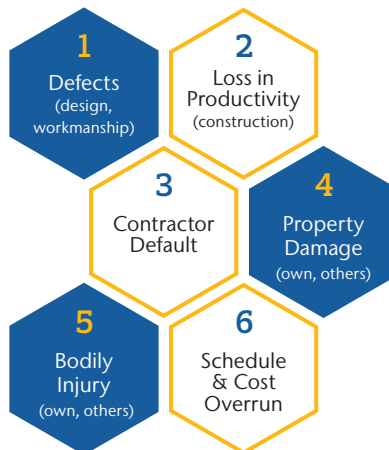 1
Defects
(design,
workmanship)
2
Loss in
Productivity
(construction)
3
Contractor
Default
4
Property
Damage
(own, others)
5
Bodily
Injury
(own, others)
6
Schedule
& Cost
Overrun